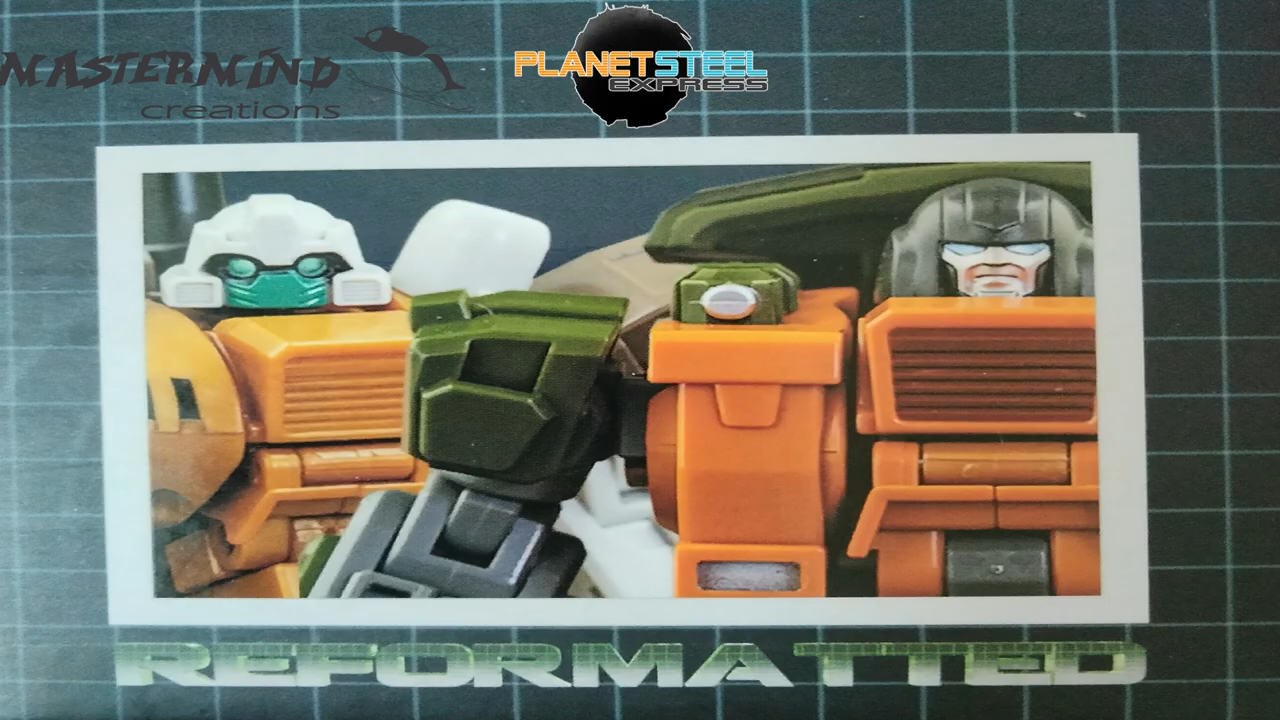 MASTERMIND
creations
PLANETSTEEL
EXPRESS
REFORMATTED